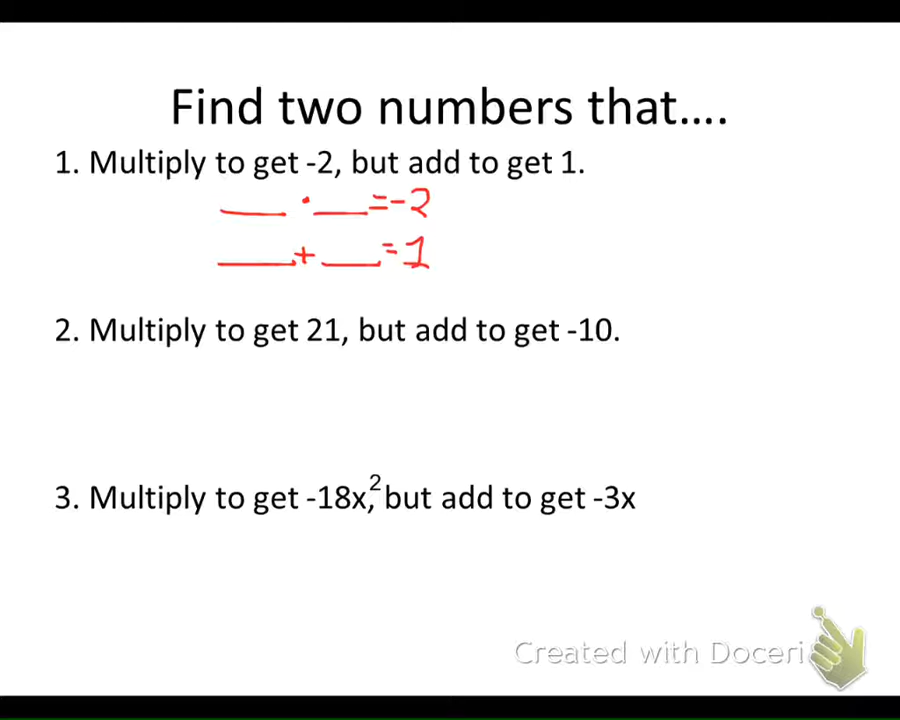 Find two numbers that….
1. Multiply to get -2, but add to get 1.
___ · ___ = -2
___ + ___ = 1
2. Multiply to get 21, but add to get -10.
3. Multiply to get -18x², but add to get -3x
Created with Doceri